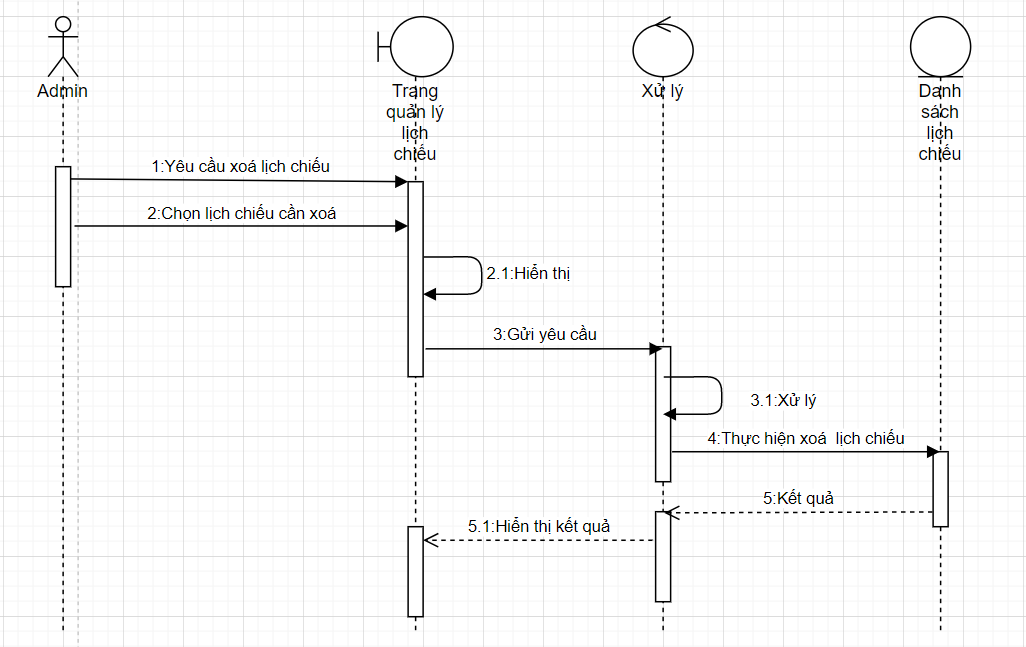 Admin
Trang
quản lý
lịch
chiếu
Xử lý
Danh
sách
lịch
chiếu
1:Yêu cầu xoá lịch chiếu
2:Chọn lịch chiếu cần xoá
2.1:Hiển thị
3:Gửi yêu cầu
3.1:Xử lý
4:Thực hiện xoá  lịch chiếu
5:Kết quả
5.1:Hiển thị kết quả